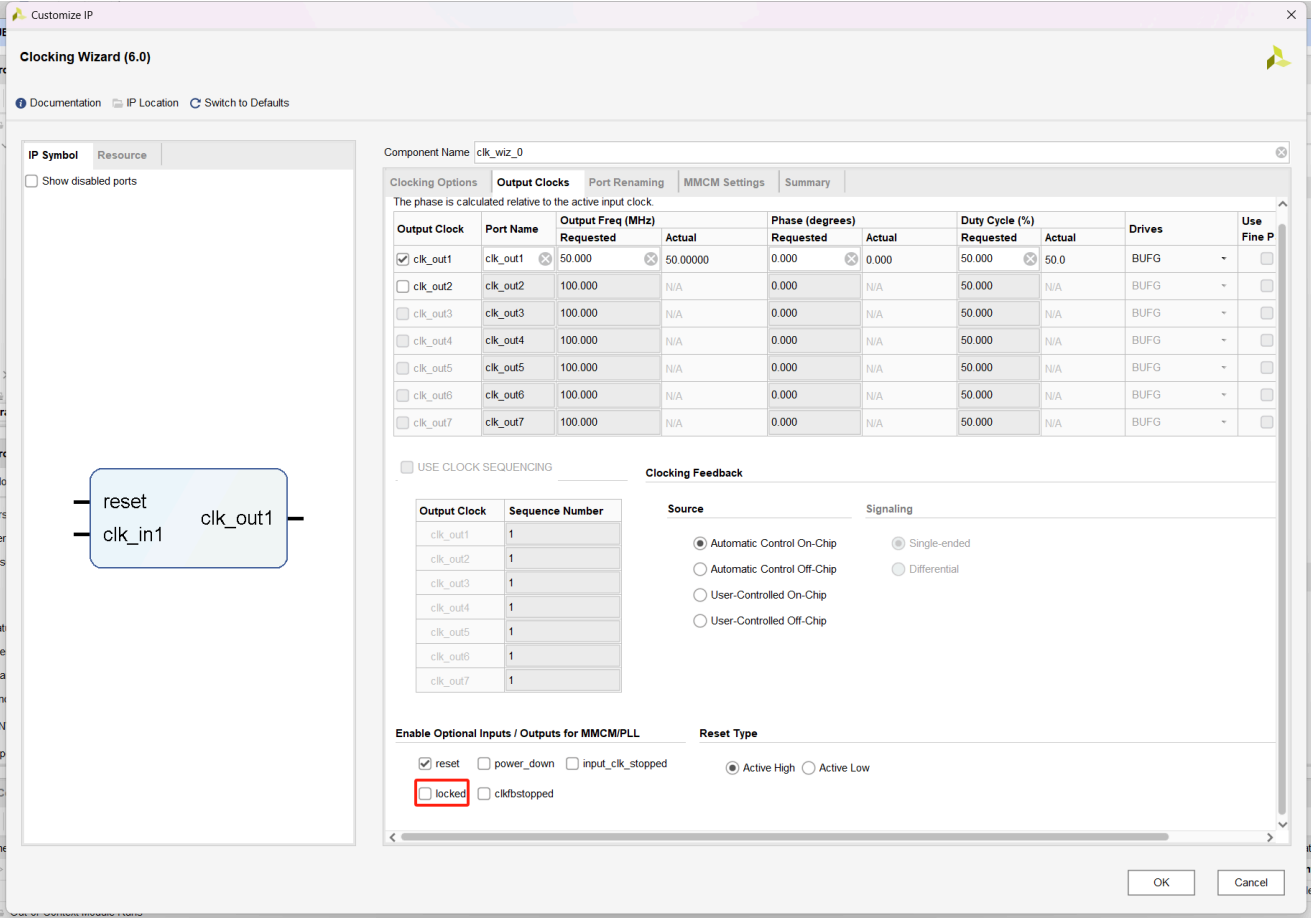 Customize IP
Clocking Wizard (6.0)
Documentation IP Location Switch to Defaults
IP Symbol Resource
Show disabled ports
reset
clk_in1
clk_out1
Component Name clk_wiz_0
Clocking Options Output Clocks Port Renaming MMCM Settings Summary
The phase is calculated relative to the active input clock.
Output Clock Port Name Output Freq (MHz) Phase (degrees) Duty Cycle (%) Drives Use
Requested Actual Requested Actual Requested Actual Fine P
clk_out1 clk_out1 50.000 50.00000 0.000 0.000 50.000 50.0 BUFG
clk_out2 clk_out2 100.000 N/A 0.000 N/A 50.000 N/A BUFG
clk_out3 clk_out3 100.000 N/A 0.000 N/A 50.000 N/A BUFG
clk_out4 clk_out4 100.000 N/A 0.000 N/A 50.000 N/A BUFG
clk_out5 clk_out5 100.000 N/A 0.000 N/A 50.000 N/A BUFG
clk_out6 clk_out6 100.000 N/A 0.000 N/A 50.000 N/A BUFG
clk_out7 clk_out7 100.000 N/A 0.000 N/A 50.000 N/A BUFG
USE CLOCK SEQUENCING
Output Clock Sequence Number
clk_out1 1
clk_out2 1
clk_out3 1
clk_out4 1
clk_out5 1
clk_out6 1
clk_out7 1
Clocking Feedback
Source Signaling
Automatic Control On-Chip Single-ended
Automatic Control Off-Chip Differential
User-Controlled On-Chip
User-Controlled Off-Chip
Enable Optional Inputs / Outputs for MMCM/PLL
reset power_down input_clk_stopped
locked clkfbstopped
Reset Type
Active High Active Low
OK Cancel